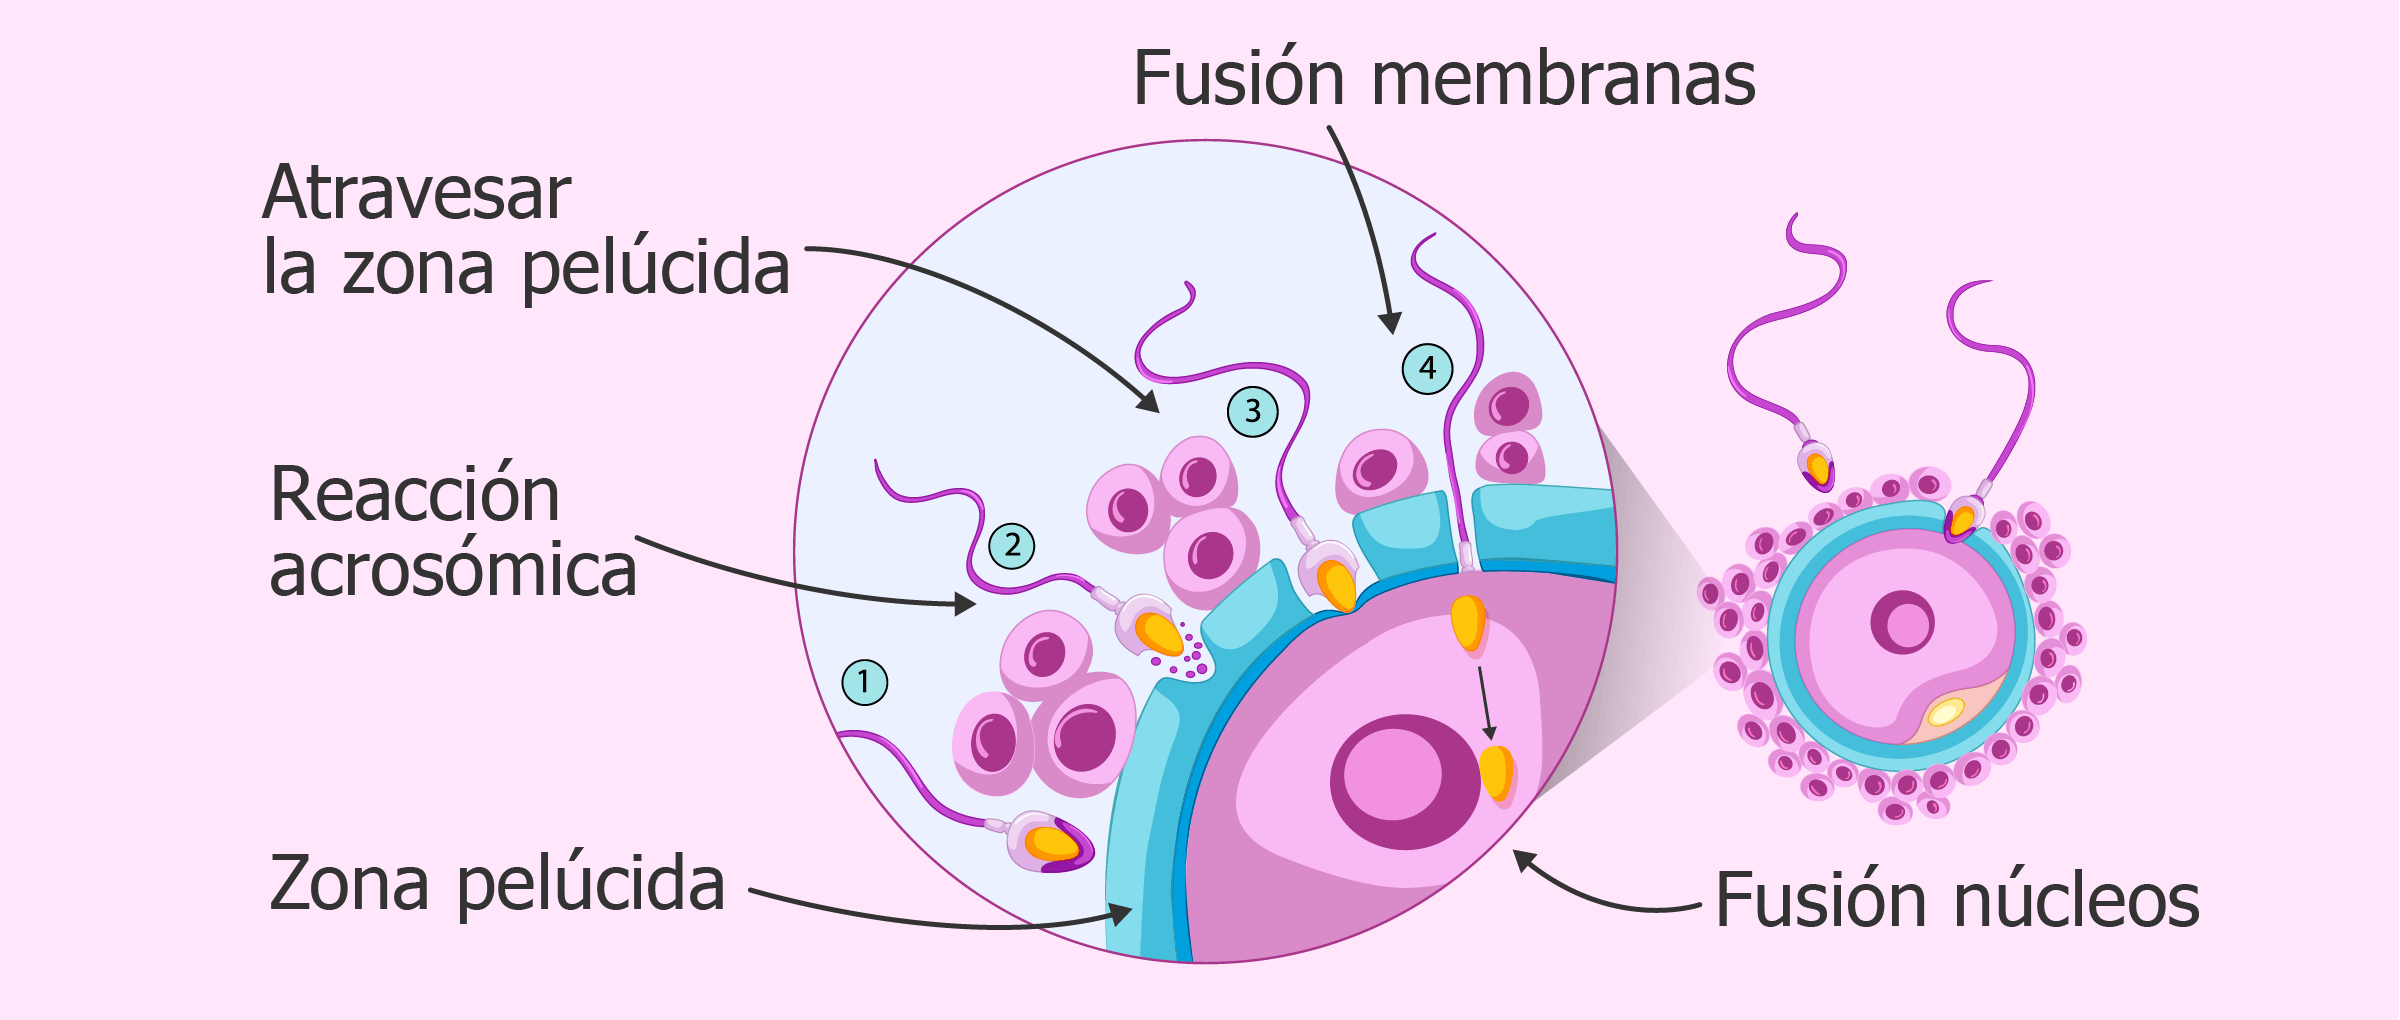 Fusión membranas
Atravesar
la zona pelúcida
4
3
Reacción
acrosómica
2
1
Zona pelúcida
Fusión núcleos